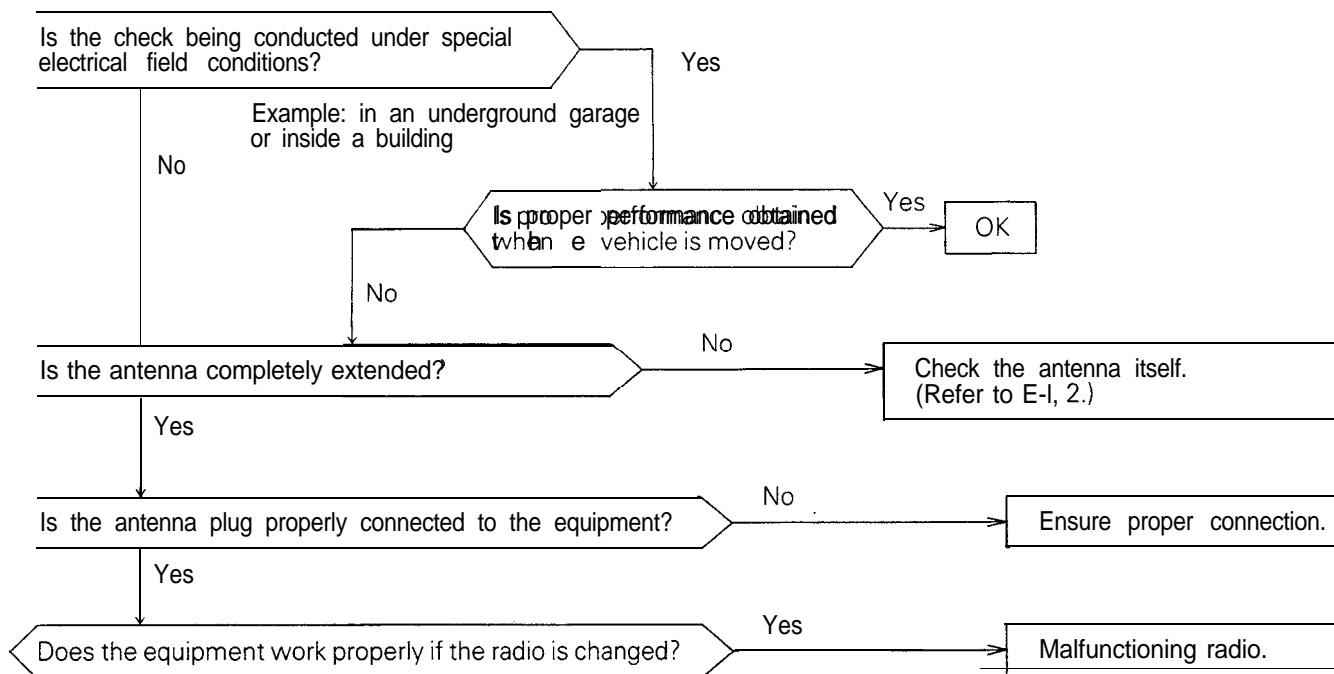 Is the check being conducted under special
electrical field conditions?
Yes
Example: in an underground garage
or inside a building
No
Is proper performance obtained
when the vehicle is moved?
Yes
OK
No
Is the antenna completely extended?
No
Check the antenna itself.
(Refer to E-I, 2.)
Yes
Is the antenna plug properly connected to the equipment?
No
Ensure proper connection.
Yes
Does the equipment work properly if the radio is changed?
Yes
Malfunctioning radio.